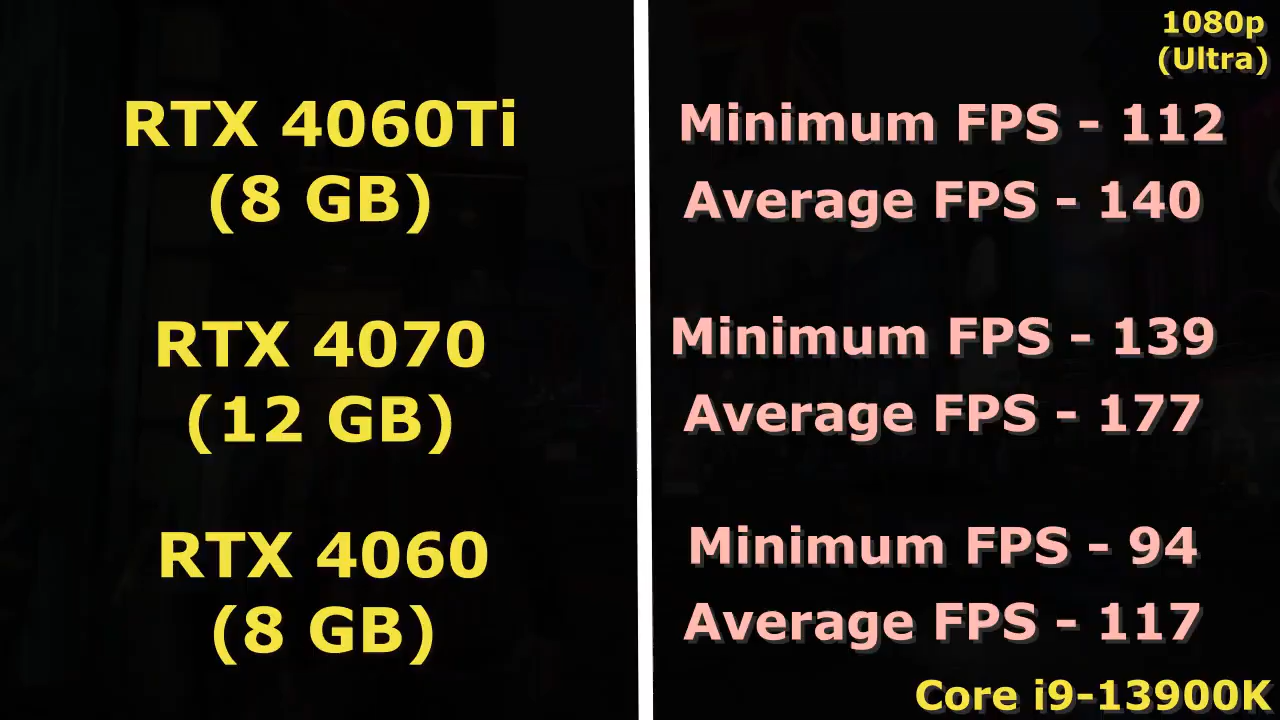 1080p
(Ultra)
RTX 4060Ti
(8 GB)
Minimum FPS - 112
Average FPS - 140
RTX 4070
(12 GB)
Minimum FPS - 139
Average FPS - 177
RTX 4060
(8 GB)
Minimum FPS - 94
Average FPS - 117
Core i9-13900K